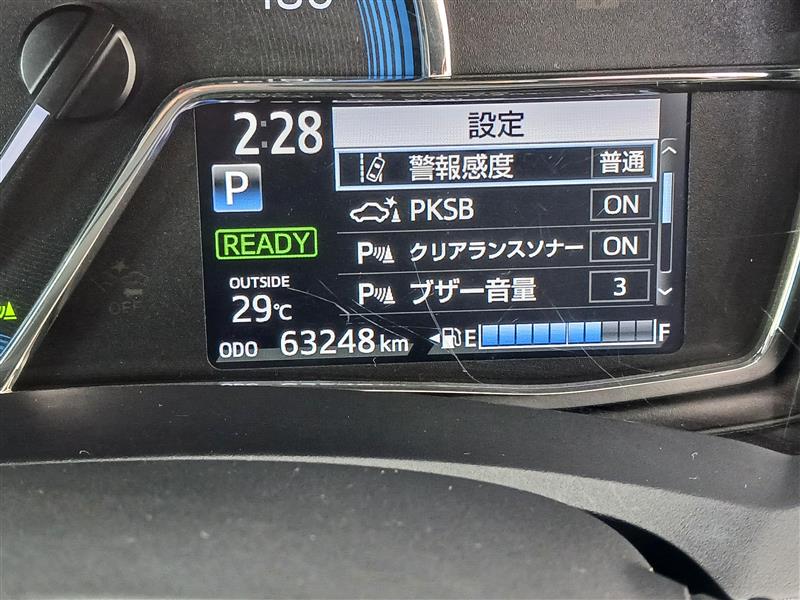 2:28
設定
警報感度 普通
P
PKSB ON
READY
P クリアランスソナー ON
OUTSIDE
29℃
P ブザー音量 3
ODO 63248 km
E F
OFF